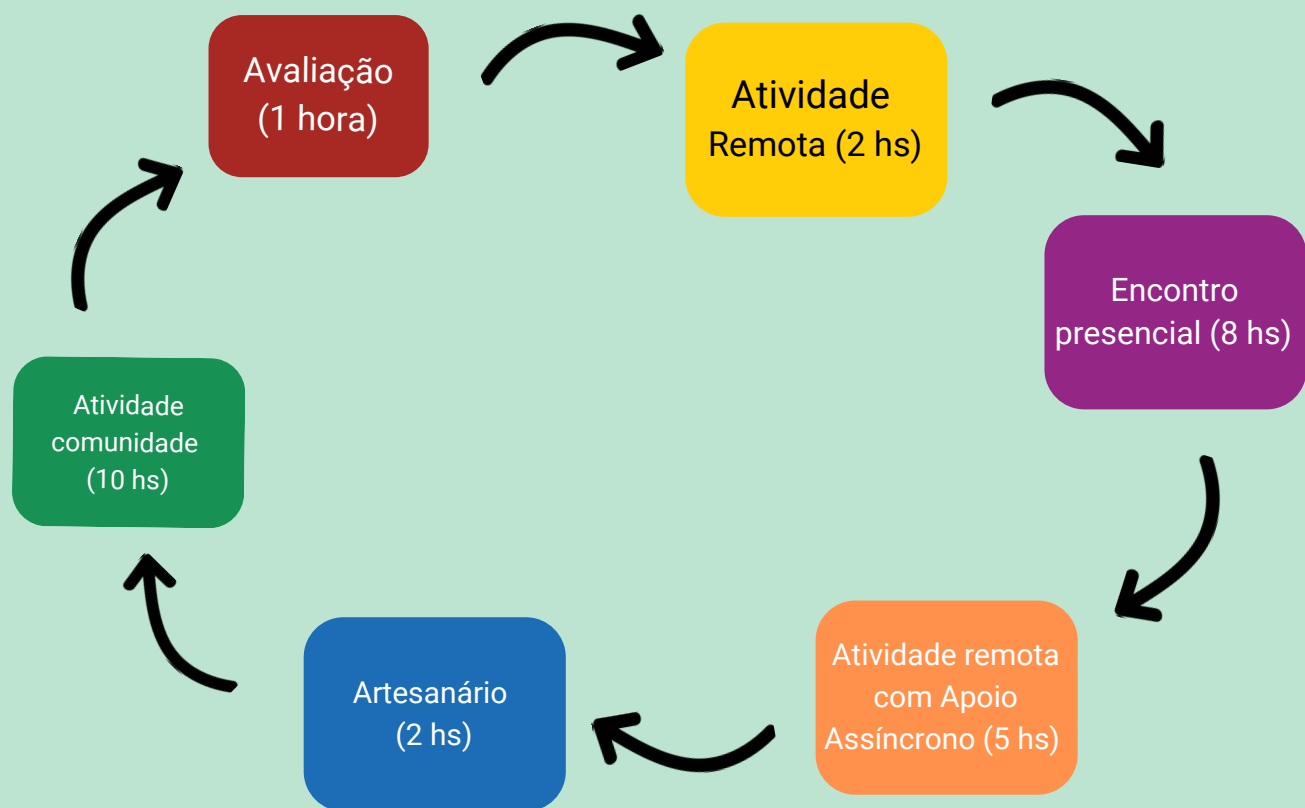 Avaliação
(1 hora)
Atividade
Remota (2 hs)
Encontro
presencial (8 hs)
Atividade remota
com Apoio
Assíncrono (5 hs)
Artesanário
(2 hs)
Atividade
comunidade
(10 hs)